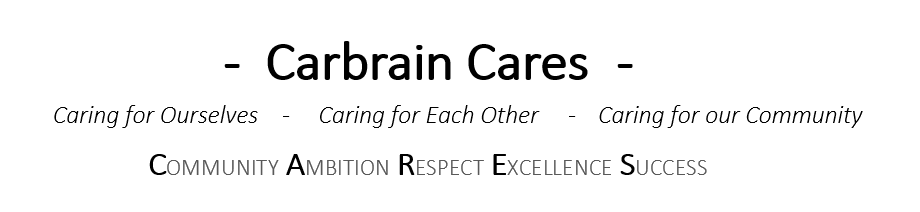 - Carbrain Cares -
Caring for Ourselves - Caring for Each Other - Caring for our Community
COMMUNITY AMBITION RESPECT EXCELLENCE SUCCESS